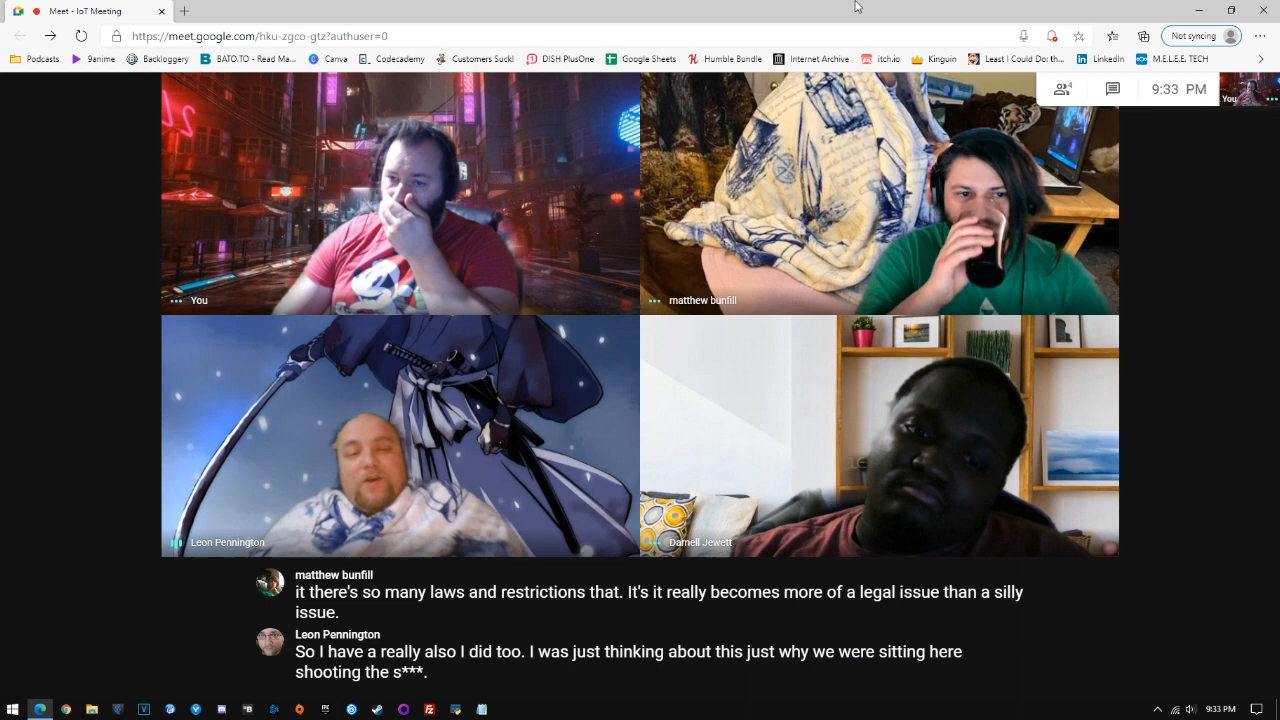 Meet - IoT Meeting
https://meet.google.com/hku-zgco-gtz?authuser=0
Not syncing
Podcasts 9anime Backloggery BATO.TO - Read Ma... Canva Codecademy Customers Suck! DISH PlusOne Google Sheets Humble Bundle Internet Archive itch.io Kinguin Least I Could Do: th... LinkedIn M.E.L.E.E. TECH
4
9:33 PM
You
You
matthew bunfill
Leon Pennington
Darnell Jewett
matthew bunfill
it there's so many laws and restrictions that. It's it really becomes more of a legal issue than a silly
issue.
Leon Pennington
So I have a really also I did too. I was just thinking about this just why we were sitting here
shooting the s***.
9:33 PM